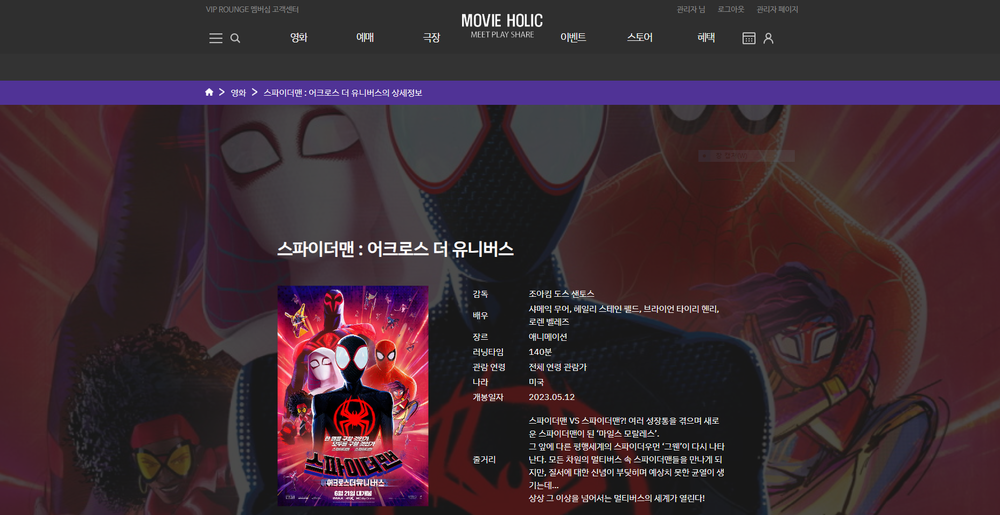 VIP ROUNGE 멤버십 고객센터
관리자 님 로그아웃 관리자 페이지
MOVIE HOLIC
MEET PLAY SHARE
영화 예매 극장 이벤트 스토어 혜택
영화 > 스파이더맨 : 어크로스 더 유니버스의 상세정보
창 캡처(W)
스파이더맨 : 어크로스 더 유니버스
감독 조아킴 도스 샌토스
배우 샤메익 무어, 헤일리 스테인 펠드, 브라이언 타이리 헨리,
로렌 벨레즈
장르 애니메이션
러닝타임 140분
관람 연령 전체 연령 관람가
나라 미국
개봉일자 2023.05.12
줄거리
스파이더맨 VS 스파이더맨?! 여러 성장통을 겪으며 새로
운 스파이더맨이 된 ‘마일스 모랄레스’.
그 앞에 다른 평행세계의 스파이더우먼 ‘그웬’이 다시 나타
난다. 모든 차원의 멀티버스 속 스파이더맨들을 만나게 되
지만, 질서에 대한 신념이 부딪히며 예상치 못한 균열이 생
기는데...
상상 그 이상을 넘어서는 멀티버스의 세계가 열린다!
한 명을 구할 것인가
모두를 구할 것인가
스파이더맨 스파이더맨
스파이더맨
어크로스더유니버스
6월 21일 대개봉
IMAX 4DX Dolby Cinema